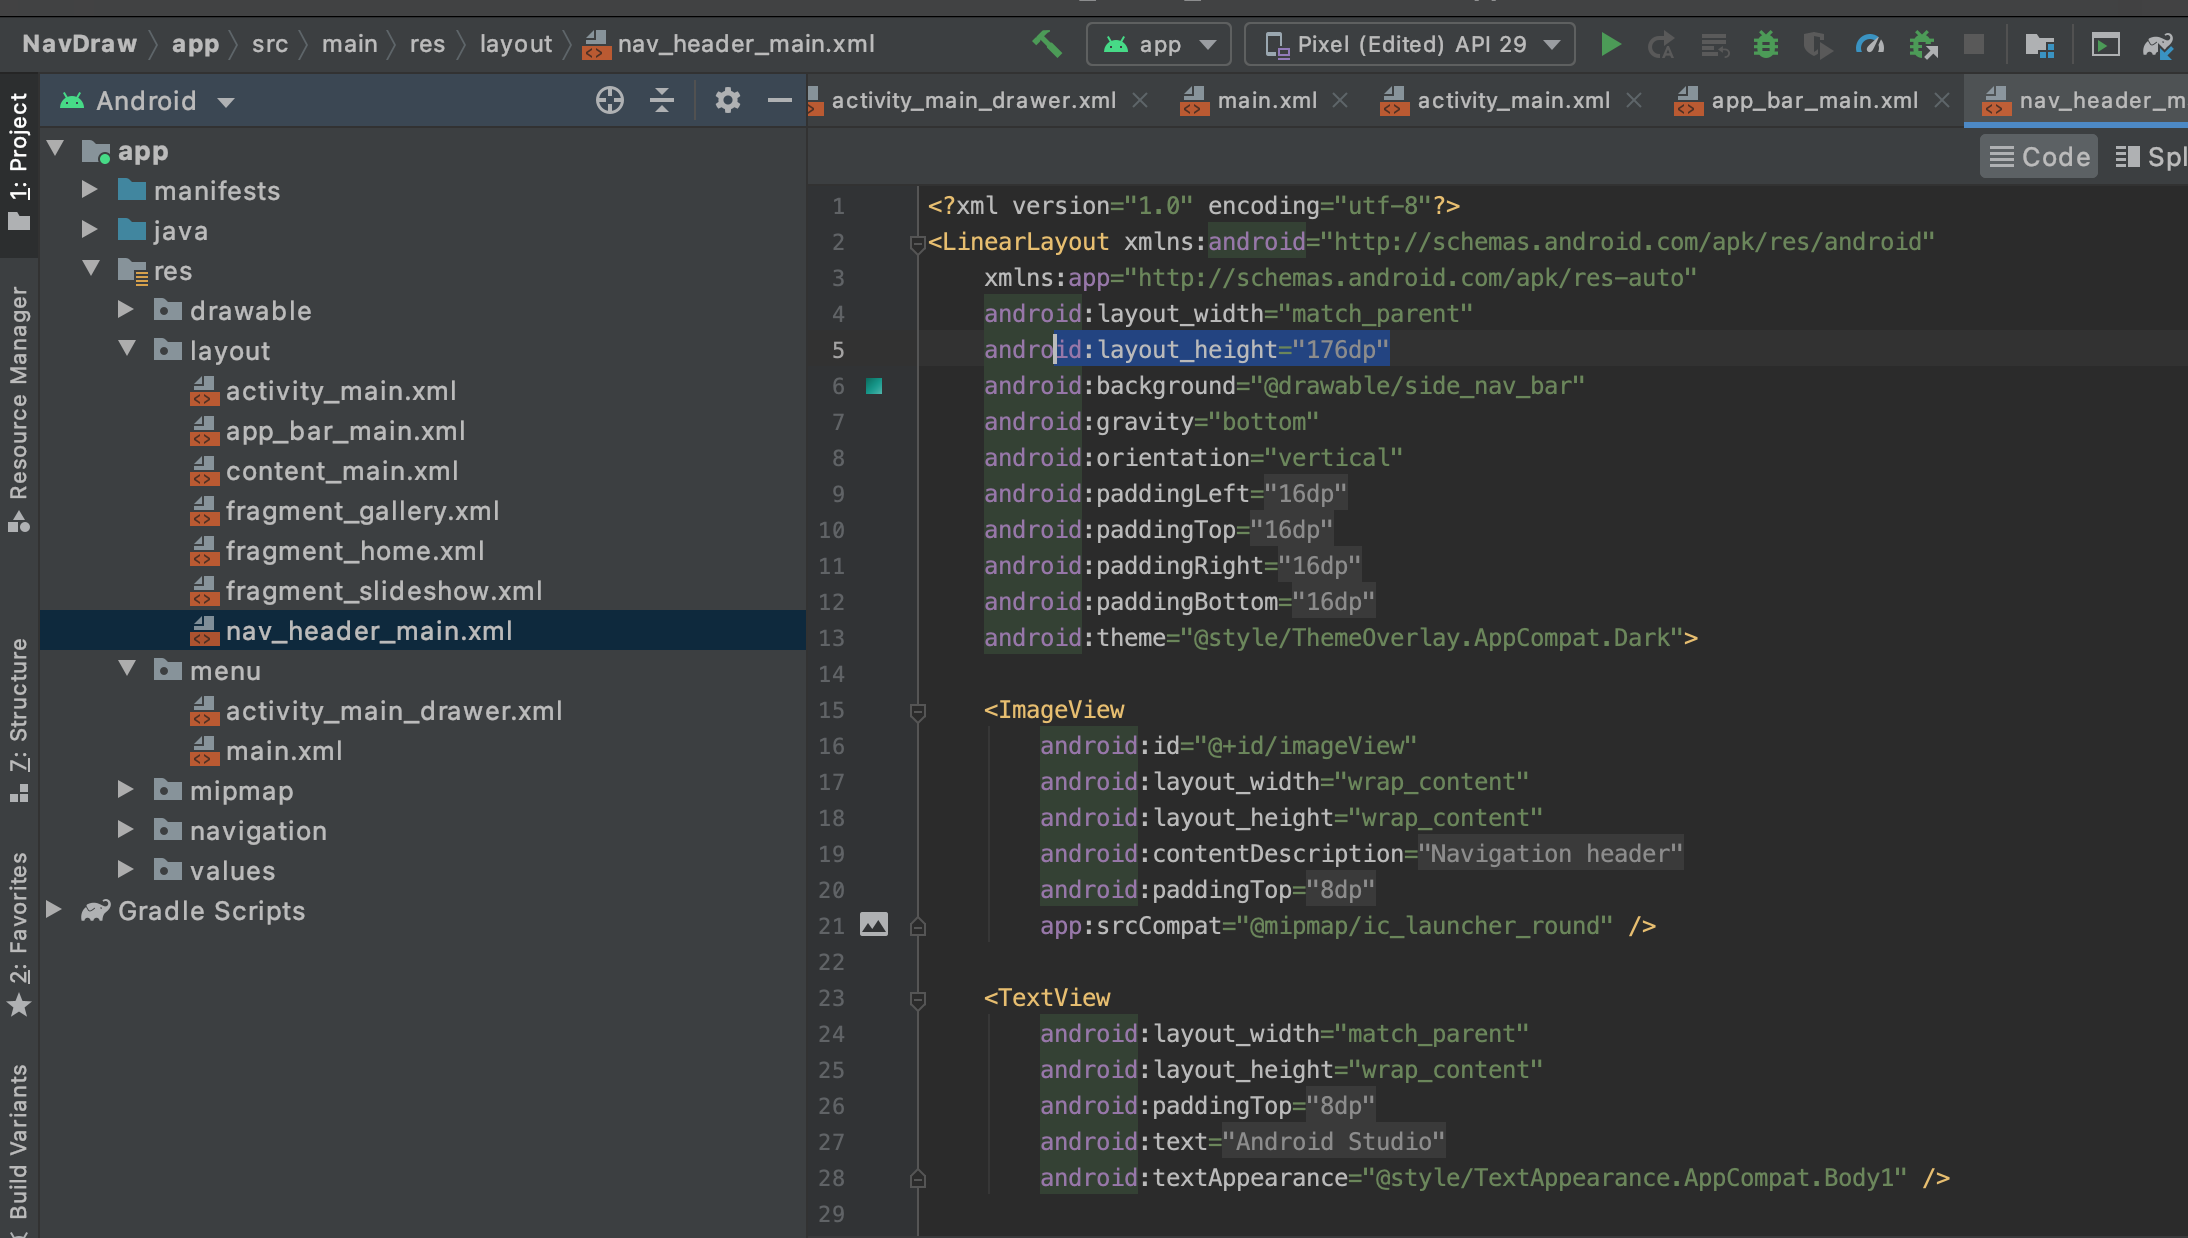 NavDraw app src main res layout nav_header_main.xml app Pixel (Edited) API 29
Android
activity_main_drawer.xml main.xml activity_main.xml app_bar_main.xml nav_header_m
Code Spl
1: Project
Resource Manager
7: Structure
2: Favorites
Build Variants
app
manifests
java
res
drawable
layout
activity_main.xml
app_bar_main.xml
content_main.xml
fragment_gallery.xml
fragment_home.xml
fragment_slideshow.xml
nav_header_main.xml
menu
activity_main_drawer.xml
main.xml
mipmap
navigation
values
Gradle Scripts
1 <?xml version="1.0" encoding="utf-8"?>
2 <LinearLayout xmlns:android="http://schemas.android.com/apk/res/android"
3 xmlns:app="http://schemas.android.com/apk/res-auto"
4 android:layout_width="match_parent"
5 android:layout_height="176dp"
6 android:background="@drawable/side_nav_bar"
7 android:gravity="bottom"
8 android:orientation="vertical"
9 android:paddingLeft="16dp"
10 android:paddingTop="16dp"
11 android:paddingRight="16dp"
12 android:paddingBottom="16dp"
13 android:theme="@style/ThemeOverlay.AppCompat.Dark">
14
15 <ImageView
16 android:id="@+id/imageView"
17 android:layout_width="wrap_content"
18 android:layout_height="wrap_content"
19 android:contentDescription="Navigation header"
20 android:paddingTop="8dp"
21 app:srcCompat="@mipmap/ic_launcher_round" />
22
23 <TextView
24 android:layout_width="match_parent"
25 android:layout_height="wrap_content"
26 android:paddingTop="8dp"
27 android:text="Android Studio"
28 android:textAppearance="@style/TextAppearance.AppCompat.Body1" />
29